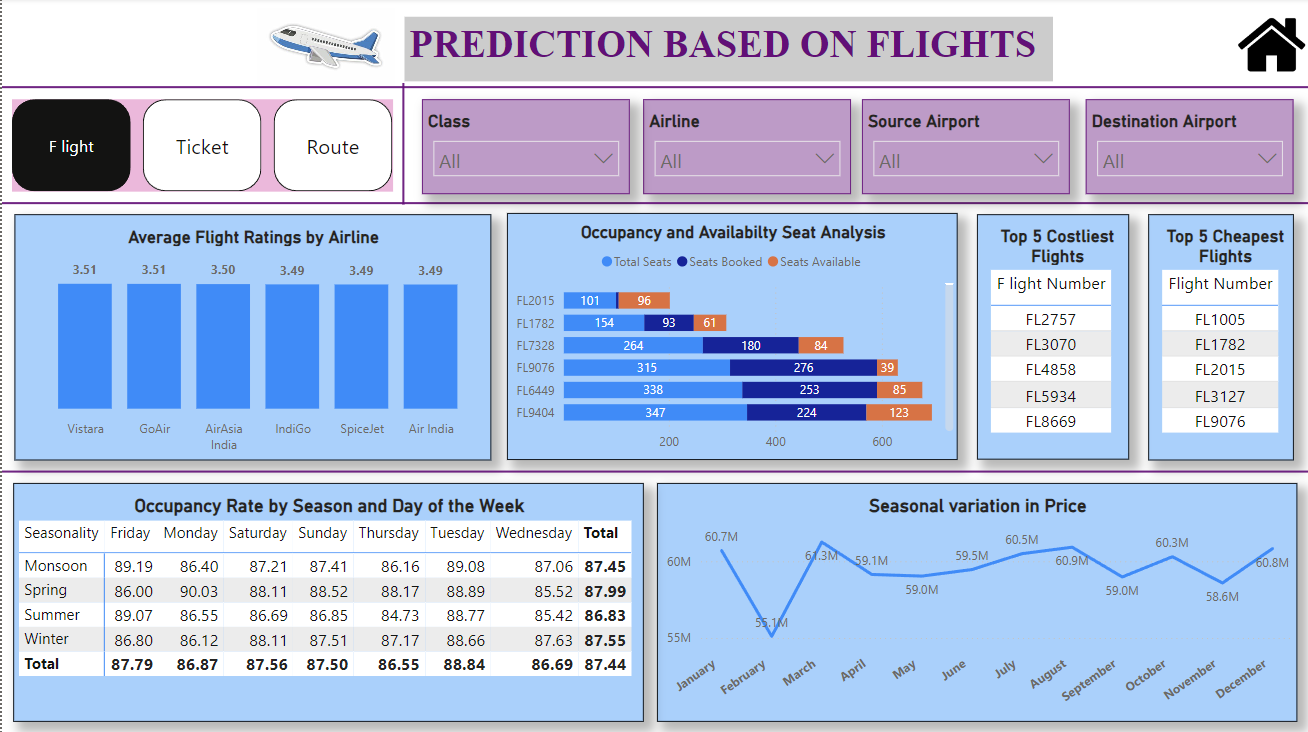 PREDICTION BASED ON FLIGHTS
F light
Ticket
Route
Class
All
Airline
All
Source Airport
All
Destination Airport
All
Average Flight Ratings by Airline
3.51 3.51 3.50 3.49 3.49 3.49
Vistara GoAir AirAsia India IndiGo SpiceJet Air India
Occupancy and Availabilty Seat Analysis
Total Seats Seats Booked Seats Available
FL2015 101 96
FL1782 154 93 61
FL7328 264 180 84
FL9076 315 276 39
FL6449 338 253 85
FL9404 347 224 123
200 400 600
Top 5 Costliest
Flights
F light Number
FL2757
FL3070
FL4858
FL5934
FL8669
Top 5 Cheapest
Flights
Flight Number
FL1005
FL1782
FL2015
FL3127
FL9076
Occupancy Rate by Season and Day of the Week
Seasonality Friday Monday Saturday Sunday Thursday Tuesday Wednesday Total
Monsoon 89.19 86.40 87.21 87.41 86.16 89.08 87.06 87.45
Spring 86.00 90.03 88.11 88.52 88.17 88.89 85.52 87.99
Summer 89.07 86.55 86.69 86.85 84.73 88.77 85.42 86.83
Winter 86.80 86.12 88.11 87.51 87.17 88.66 87.63 87.55
Total 87.79 86.87 87.56 87.50 86.55 88.84 86.69 87.44
Seasonal variation in Price
60M
55M
60.7M 55.1M 61.3M 59.1M 59.0M 59.5M 60.5M 60.9M 59.0M 60.3M 58.6M 60.8M
January February March April May June July August September October November December